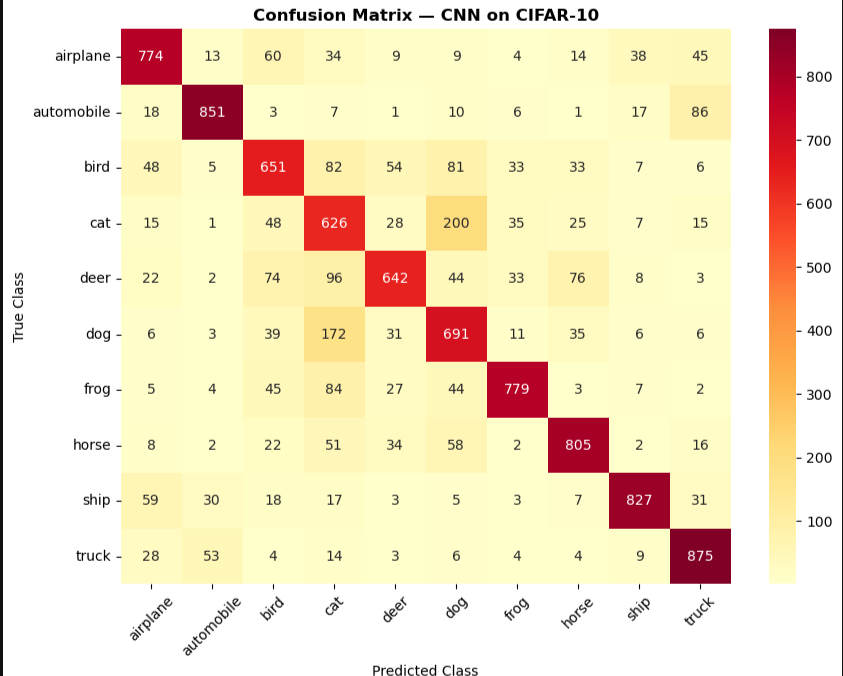 Confusion Matrix — CNN on CIFAR-10
airplane 774 13 60 34 9 9 4 14 38 45
automobile 18 851 3 7 1 10 6 1 17 86
bird 48 5 651 82 54 81 33 33 7 6
cat 15 1 48 626 28 200 35 25 7 15
deer 22 2 74 96 642 44 33 76 8 3
dog 6 3 39 172 31 691 11 35 6 6
frog 5 4 45 84 27 44 779 3 7 2
horse 8 2 22 51 34 58 2 805 2 16
ship 59 30 18 17 3 5 3 7 827 31
truck 28 53 4 14 3 6 4 4 9 875
airplane automobile bird cat deer dog frog horse ship truck
Predicted Class
True Class
800
700
600
500
400
300
200
100